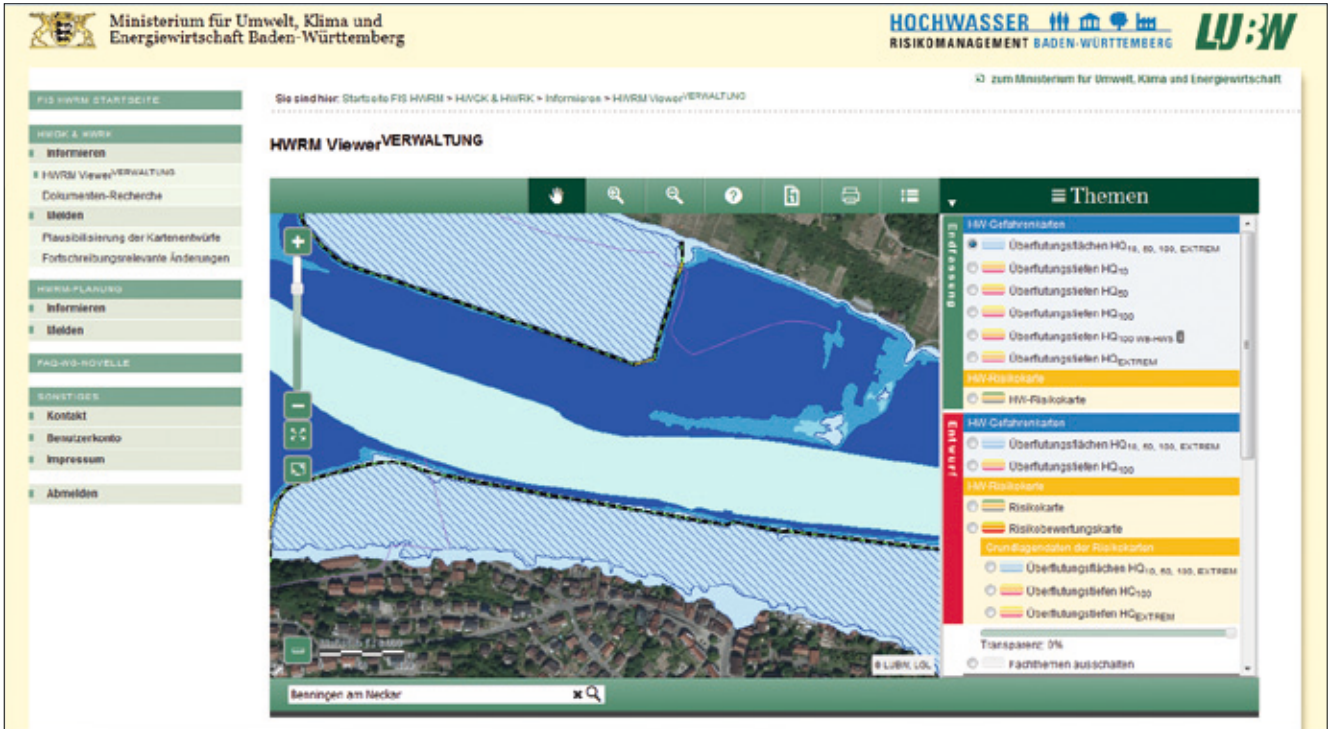 Ministerium für Umwelt, Klima und
Energiewirtschaft Baden-Württemberg
HOCHWASSER
RISIKOMANAGEMENT BADEN-WÜRTTEMBERG
LU:W
zum Ministerium für Umwelt, Klima und Energiewirtschaft
FIS HWRM STARTSEITE
HWGK & HWRK
Informieren
HWRM ViewerVERWALTUNG
Dokumenten-Recherche
Melden
Plausibilisierung der Kartenentwürfe
Fortschreibungsrelevante Änderungen
HWRM-PLANUNG
Informieren
Melden
FAQ-WG-NOVELLE
SONSTIGES
Kontakt
Benutzerkonto
Impressum
Abmelden
Sie sind hier: Startseite FIS HWRM > HWGK & HWRK > Informieren > HWRM ViewerVERWALTUNG
HWRM ViewerVERWALTUNG
Themen
Endfassung
HW-Gefahrenkarten
Überflutungsflächen HQ10, 50, 100, EXTREM
Überflutungstiefen HQ10
Überflutungstiefen HQ50
Überflutungstiefen HQ100
Überflutungstiefen HQ100 WB-HWS
Überflutungstiefen HQEXTREM
HW-Risikokarte
HW-Risikokarte
Entwurf
HW-Gefahrenkarten
Überflutungsflächen HQ10, 50, 100, EXTREM
Überflutungstiefen HQ100
HW-Risikokarte
Risikokarte
Risikobewertungskarte
Grundlagendaten der Risikokarten
Überflutungsflächen HQ10, 50, 100, EXTREM
Überflutungstiefen HQ100
Überflutungstiefen HQEXTREM
Transparenz: 0%
Fachthemen ausschalten
© LUBW, LGL
Benningen am Neckar